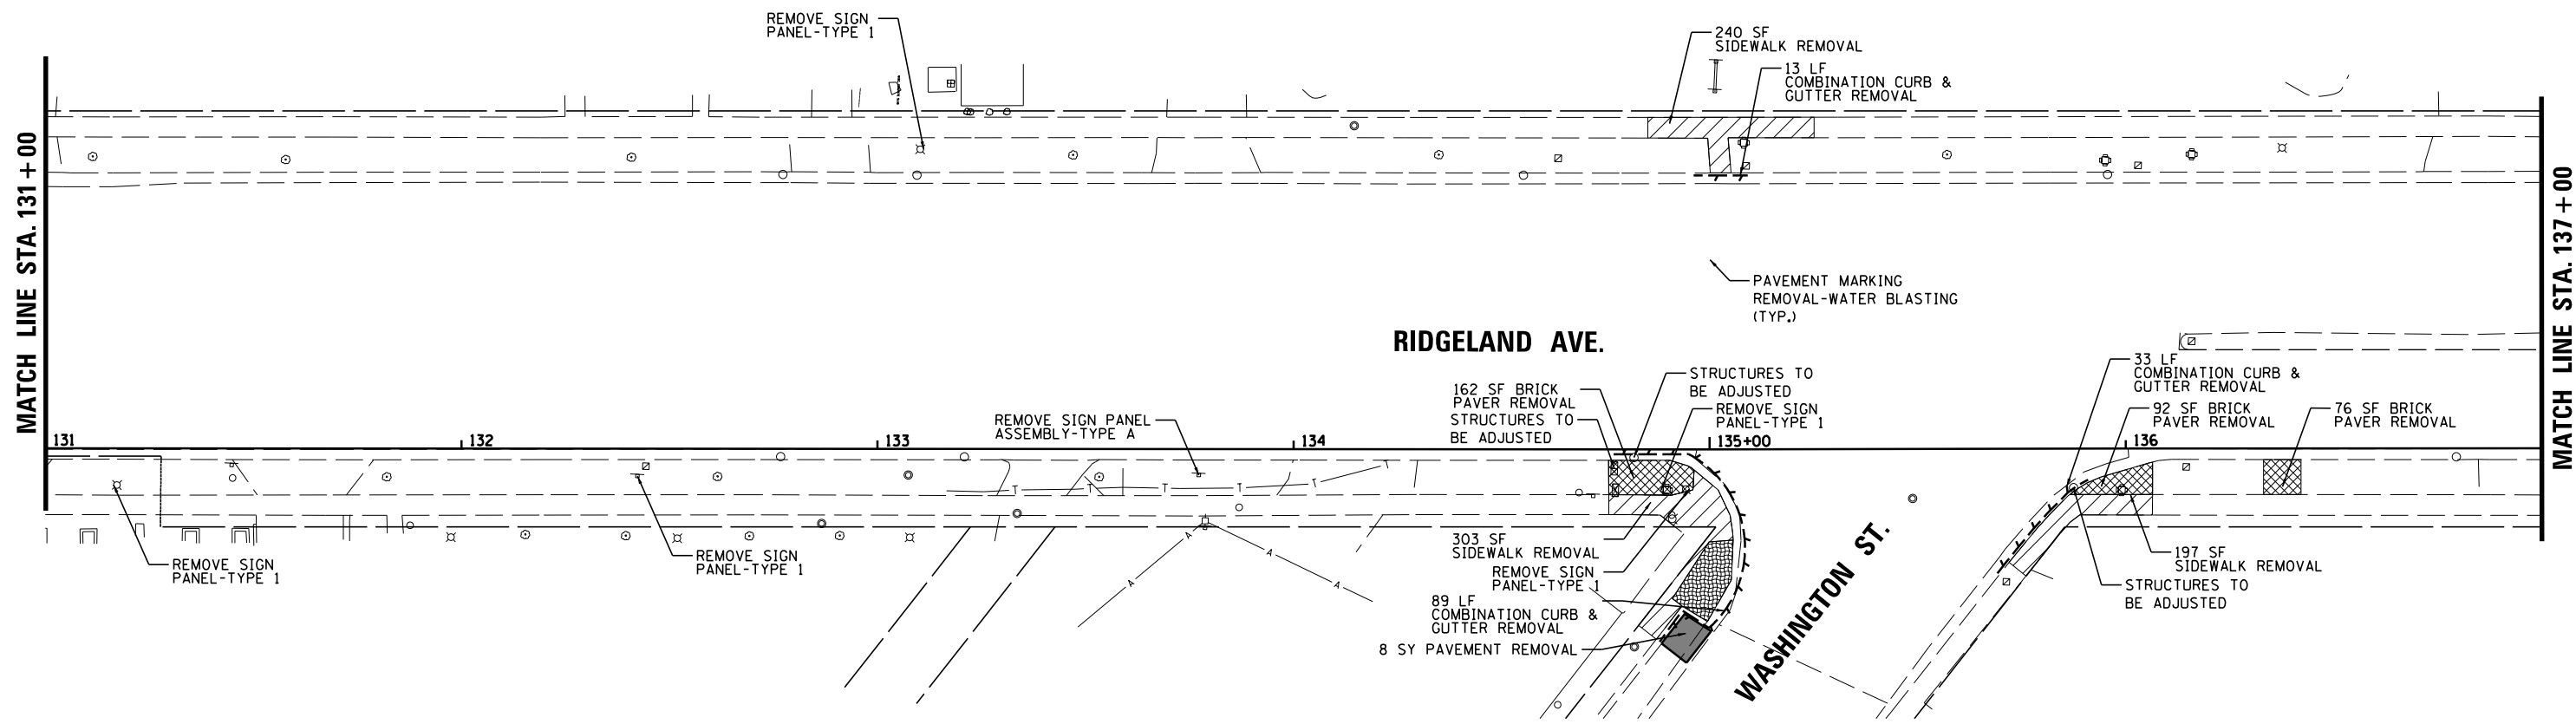 REMOVE SIGN
PANEL-TYPE 1
240 SF
SIDEWALK REMOVAL
13 LF
COMBINATION CURB &
GUTTER REMOVAL
MATCH LINE STA. 131+00
MATCH LINE STA. 137+00
PAVEMENT MARKING
REMOVAL-WATER BLASTING
(TYP.)
RIDGELAND AVE.
33 LF
COMBINATION CURB &
GUTTER REMOVAL
STRUCTURES TO
BE ADJUSTED
162 SF BRICK
PAVER REMOVAL
STRUCTURES TO
BE ADJUSTED
REMOVE SIGN
PANEL-TYPE 1
92 SF BRICK
PAVER REMOVAL
76 SF BRICK
PAVER REMOVAL
REMOVE SIGN PANEL
ASSEMBLY-TYPE A
131
132
133
134
135+00
136
T T T T T
A
A
A
A
REMOVE SIGN
PANEL-TYPE 1
REMOVE SIGN
PANEL-TYPE 1
303 SF
SIDEWALK REMOVAL
REMOVE SIGN
PANEL-TYPE 1
89 LF
COMBINATION CURB &
GUTTER REMOVAL
8 SY PAVEMENT REMOVAL
WASHINGTON ST.
197 SF
SIDEWALK REMOVAL
STRUCTURES TO
BE ADJUSTED